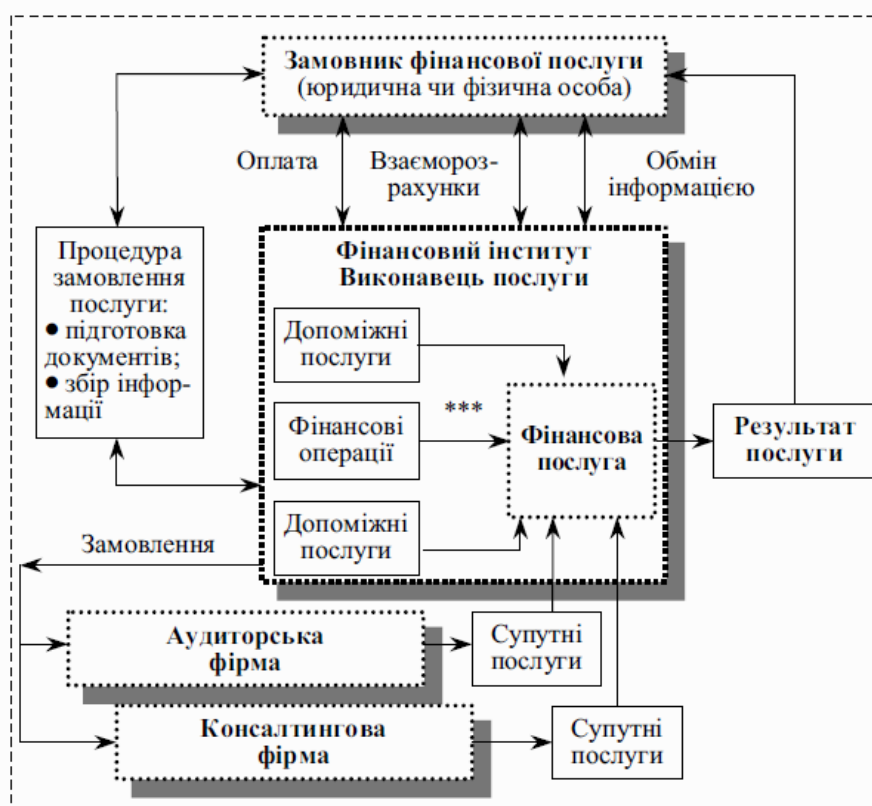 Замовник фінансової послуги
(юридична чи фізична особа)
Оплата
Взаємороз-
рахунки
Обмін
інформацією
Процедура
замовлення
послуги:
● підготовка
документів;
● збір інфор-
мації
Фінансовий інститут
Виконавець послуги
Допоміжні
послуги
Фінансові
операції
***
Фінансова
послуга
Результат
послуги
Допоміжні
послуги
Замовлення
Аудиторська
фірма
Супутні
послуги
Консалтингова
фірма
Супутні
послуги